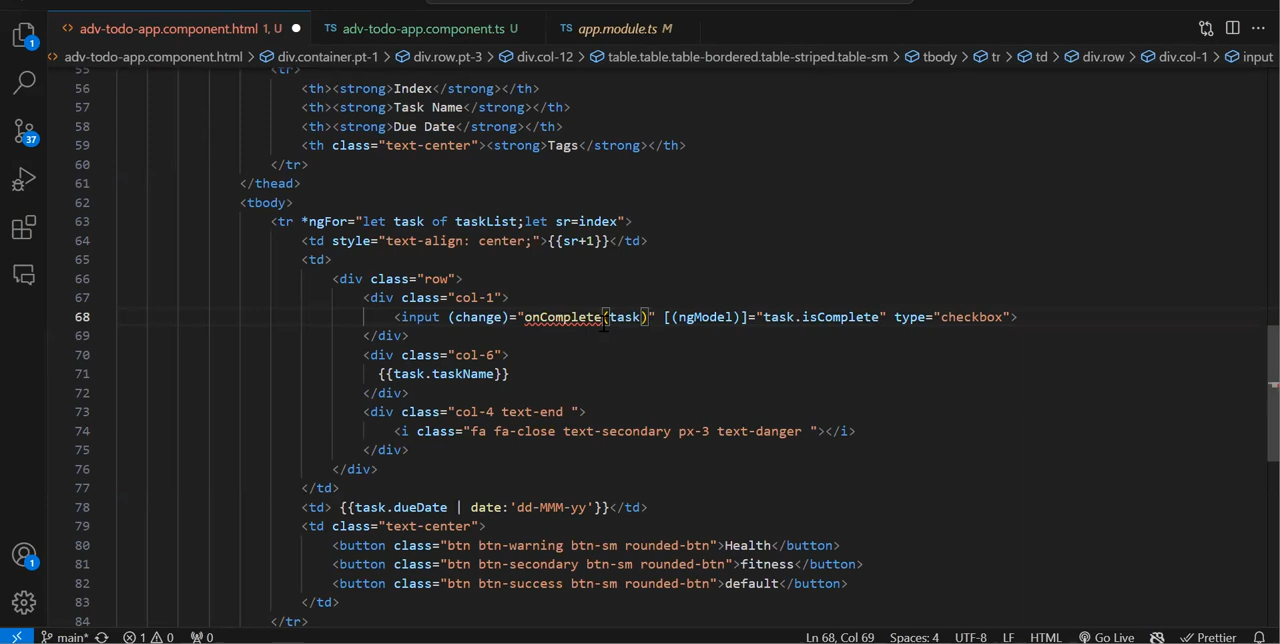 adv-todo-app.component.html 1, U
TS adv-todo-app.component.ts U
TS app.module.ts M
adv-todo-app.component.html > div.container.pt-1 > div.row.pt-3 > div.col-12 > table.table.table-bordered.table-striped.table-sm > tbody > tr > td > div.row > div.col-1 > input
55 <tr>
56 <th><strong>Index</strong></th>
57 <th><strong>Task Name</strong></th>
58 <th><strong>Due Date</strong></th>
59 <th class="text-center"><strong>Tags</strong></th>
60 </tr>
61 </thead>
62 <tbody>
63 <tr *ngFor="let task of taskList;let sr=index">
64 <td style="text-align: center;">{{sr+1}}</td>
65 <td>
66 <div class="row">
67 <div class="col-1">
68 <input (change)="onComplete(task)" [(ngModel)]="task.isComplete" type="checkbox">
69 </div>
70 <div class="col-6">
71 {{task.taskName}}
72 </div>
73 <div class="col-4 text-end ">
74 <i class="fa fa-close text-secondary px-3 text-danger "></i>
75 </div>
76 </div>
77 </td>
78 <td> {{task.dueDate | date:'dd-MMM-yy'}}</td>
79 <td class="text-center">
80 <button class="btn btn-warning btn-sm rounded-btn">Health</button>
81 <button class="btn btn-secondary btn-sm rounded-btn">fitness</button>
82 <button class="btn btn-success btn-sm rounded-btn">default</button>
83 </td>
84 </tr>
1
37
1
main* 1 0 0 Ln 68, Col 69 Spaces: 4 UTF-8 LF HTML Go Live Prettier